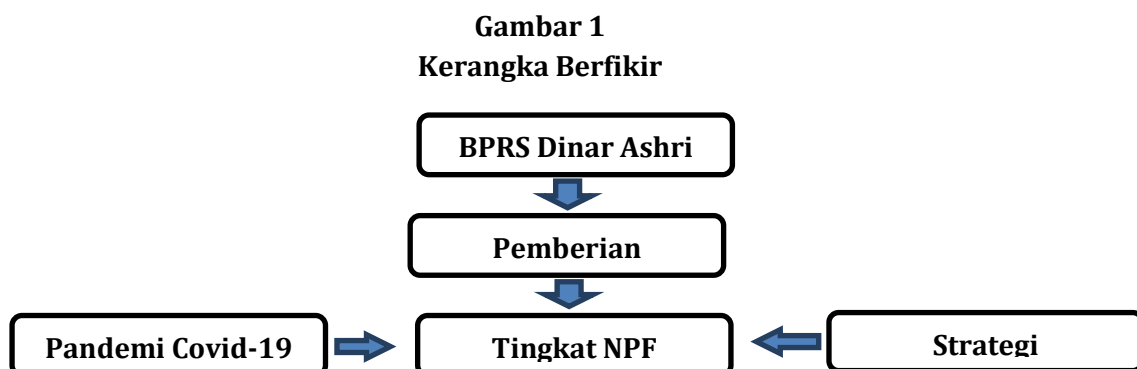 Gambar 1
Kerangka Berfikir
BPRS Dinar Ashri
Pemberian
Pandemi Covid-19
Tingkat NPF
Strategi